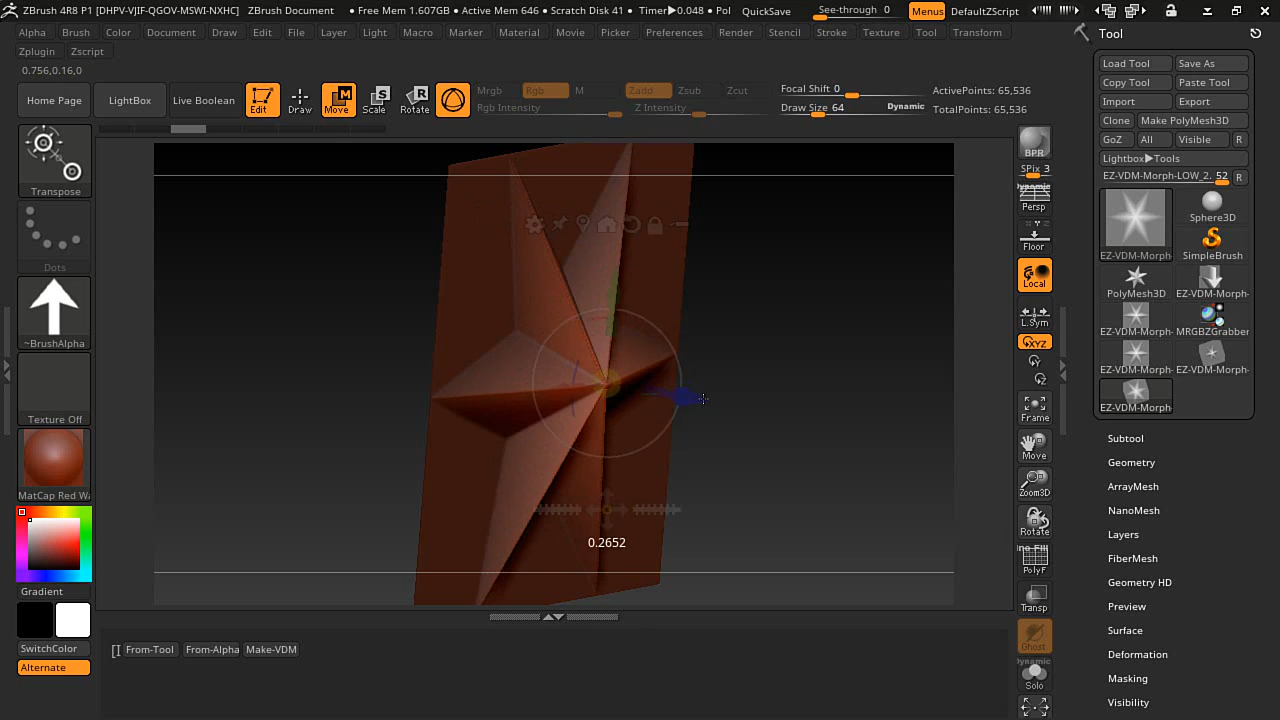 ZBrush 4R8 P1 [DHPV-VJIF-QGOV-MSWI-NXHC] ZBrush Document • Free Mem 1.607GB • Active Mem 646 • Scratch Disk 41 • Timer▶0.048 • Pol QuickSave See-through 0 Menus DefaultZScript
Alpha Brush Color Document Draw Edit File Layer Light Macro Marker Material Movie Picker Preferences Render Stencil Stroke Texture Tool Transform
Zplugin Zscript
0.756,0.16,0
Home Page LightBox Live Boolean Edit Draw Move Scale Rotate
Mrgb Rgb M Zadd Zsub Zcut
Rgb Intensity Z Intensity
Focal Shift 0
Draw Size 64 Dynamic
ActivePoints: 65,536
TotalPoints: 65,536
Transpose
Dots
~BrushAlpha
Texture Off
MatCap Red Wa
Gradient
SwitchColor
Alternate
0.2652
[[ From-Tool From-Alpha Make-VDM
BPR
SPix 3
Dynamic
Persp
Floor
Local
L.Sym
XYZ
Y
Z
Frame
Move
Zoom3D
Rotate
PolyF
Transp
Ghost
Dynamic
Solo
Tool
Load Tool Save As
Copy Tool Paste Tool
Import Export
Clone Make PolyMesh3D
GoZ All Visible R
Lightbox▶Tools
EZ-VDM-Morph-LOW_2. 52 R
Sphere3D
EZ-VDM-Morph- SimpleBrush
PolyMesh3D EZ-VDM-Morph-
EZ-VDM-Morph- MRGBZGrabber
EZ-VDM-Morph- EZ-VDM-Morph-
EZ-VDM-Morph-
Subtool
Geometry
ArrayMesh
NanoMesh
Layers
FiberMesh
Geometry HD
Preview
Surface
Deformation
Masking
Visibility